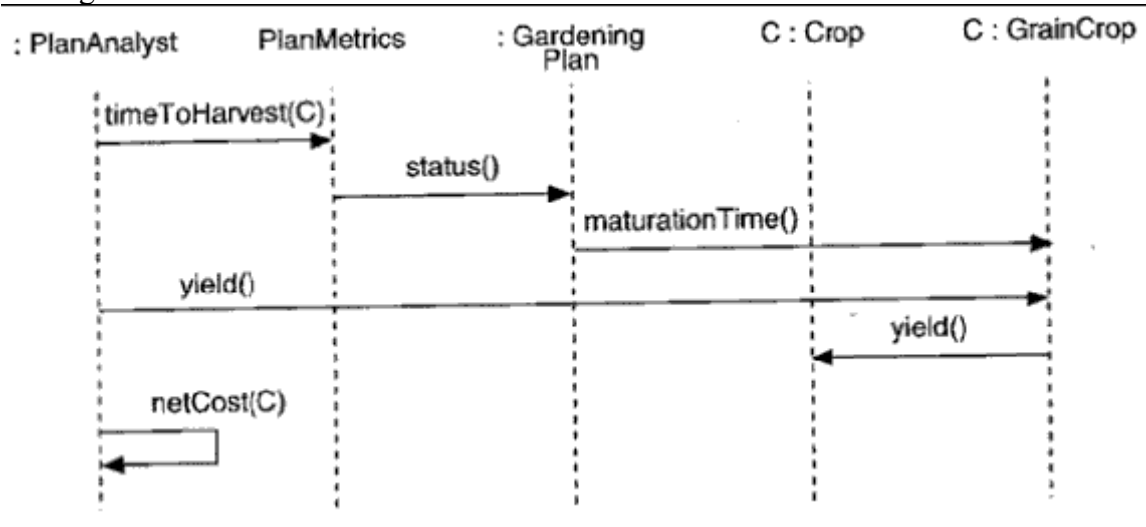 : PlanAnalyst PlanMetrics : Gardening Plan C : Crop C : GrainCrop
timeToHarvest(C)
status()
maturationTime()
yield()
yield()
netCost(C)